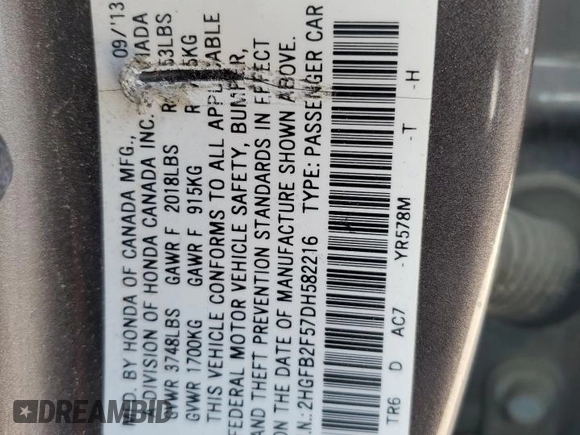 MFD BY HONDA OF CANADA MFG., 09/'13
A DIVISION OF HONDA CANADA INC.
GVWR 3748LBS GAWR F 2018LBS
GVWR 1700KG GAWR F 915KG
THIS VEHICLE CONFORMS TO ALL APPLICABLE
FEDERAL MOTOR VEHICLE SAFETY, BUMPER,
AND THEFT PREVENTION STANDARDS IN EFFECT
ON THE DATE OF MANUFACTURE SHOWN ABOVE.
2HGFB2F57DH582216 TYPE: PASSENGER CAR
TR6 D AC7 -YR578M -T -H
DREAMBID